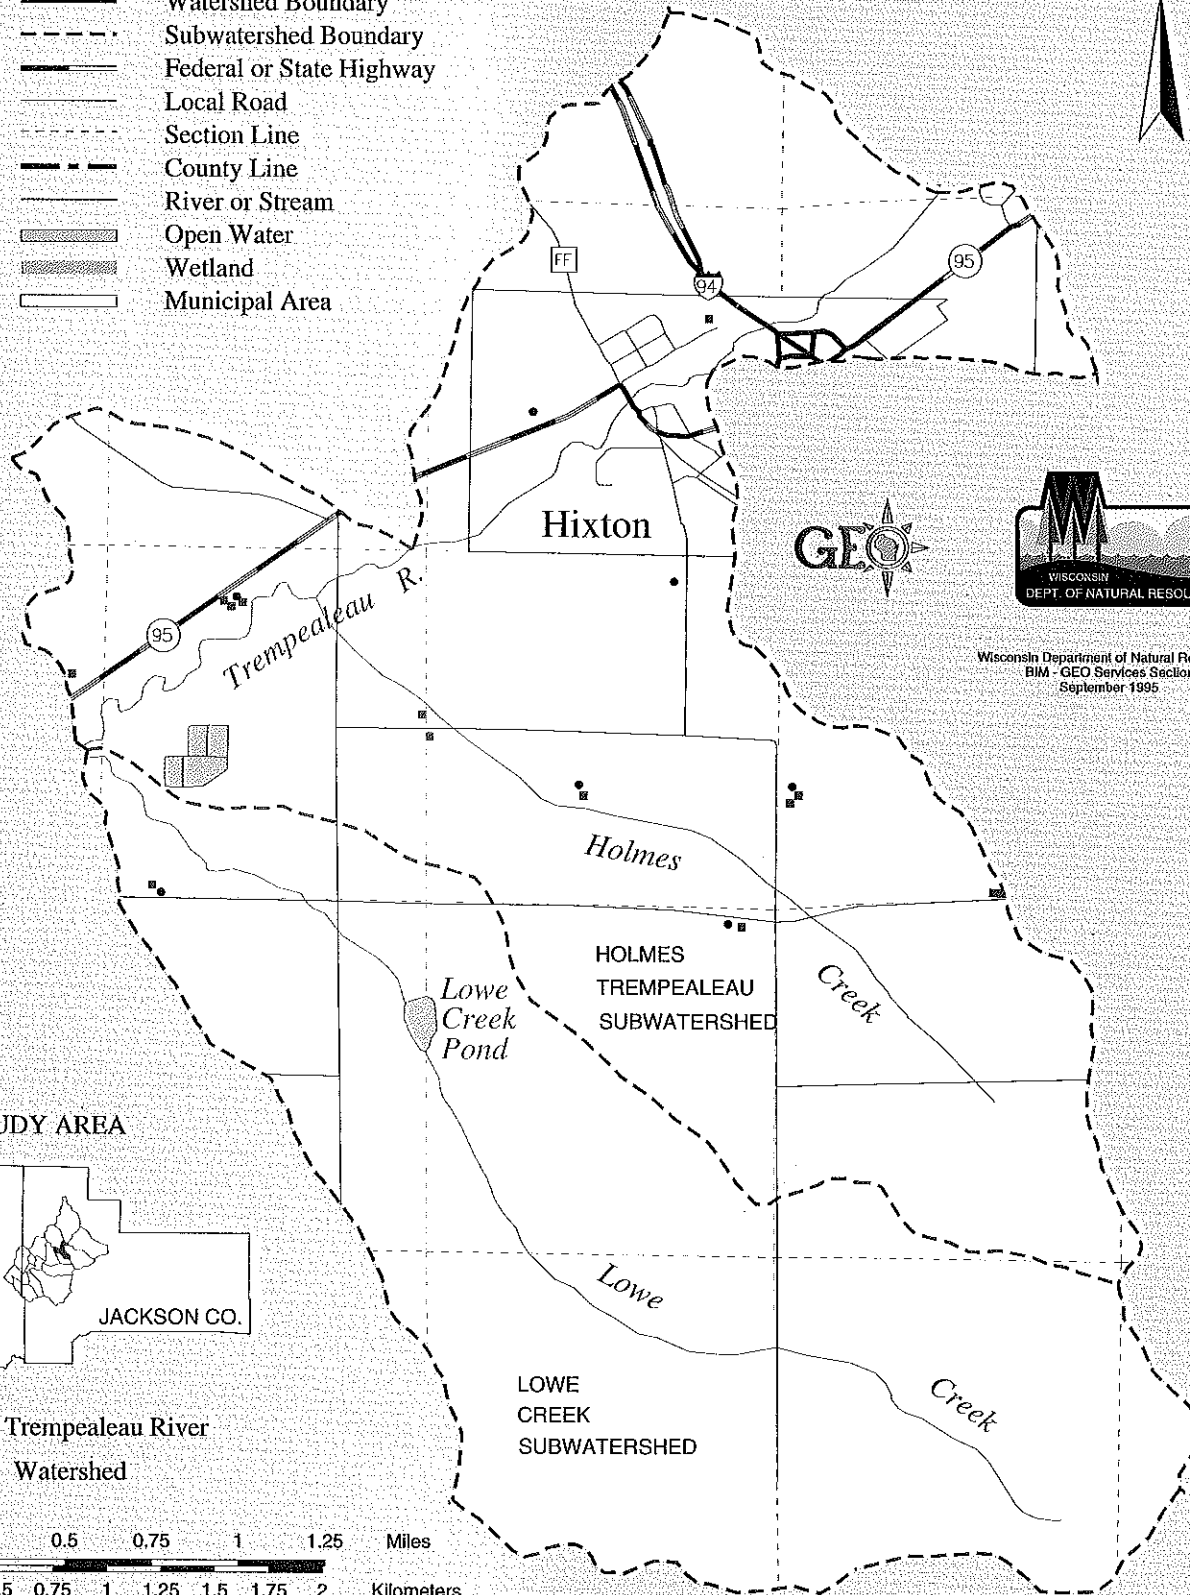 Watershed Boundary
Subwatershed Boundary
Federal or State Highway
Local Road
Section Line
County Line
River or Stream
Open Water
Wetland
Municipal Area
FF
94
95
Hixton
GEO
W
WISCONSIN
DEPT. OF NATURAL RESOU
Wisconsin Department of Natural Re
BIM - GEO Services Section
September 1995
Trempealeau R.
95
Holmes
Creek
HOLMES
TREMPEALEAU
SUBWATERSHED
Lowe
Creek
Pond
UDY AREA
JACKSON CO.
Lowe
Creek
LOWE
CREEK
SUBWATERSHED
Trempealeau River
Watershed
0.5 0.75 1 1.25 Miles
5 0.75 1 1.25 1.5 1.75 2 Kilometers